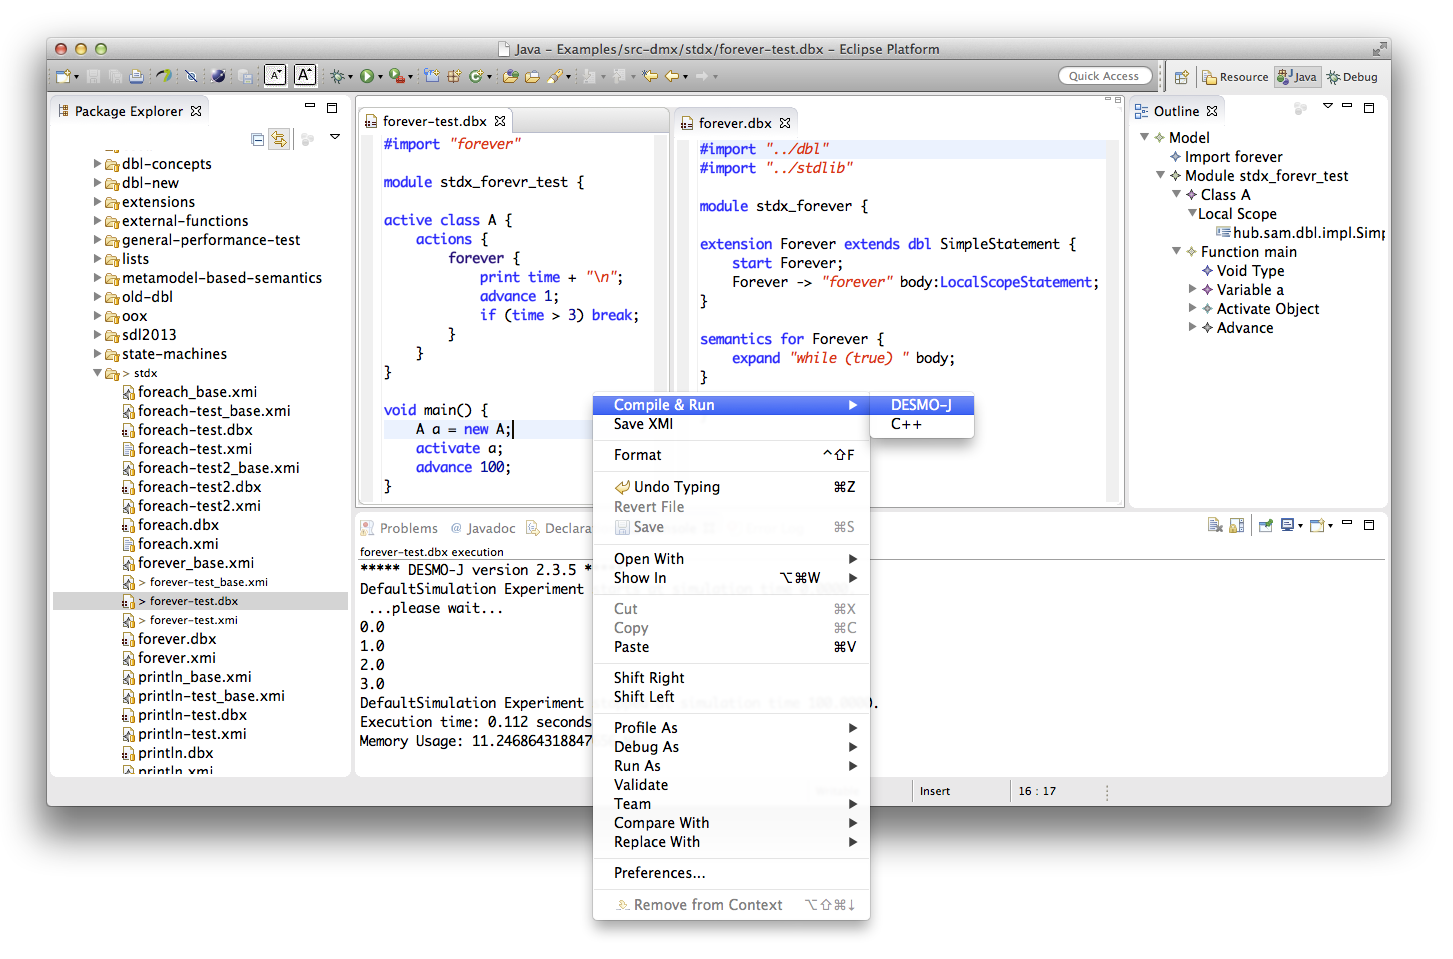 Java – Examples/src-dmx/stdx/forever-test.dbx – Eclipse Platform
A A Quick Access Resource Java Debug
Package Explorer
dbl-concepts
dbl-new
extensions
external-functions
general-performance-test
lists
metamodel-based-semantics
old-dbl
oox
sdl2013
state-machines
> stdx
foreach_base.xmi
foreach-test_base.xmi
foreach-test.dbx
foreach-test.xmi
foreach-test2_base.xmi
foreach-test2.dbx
foreach-test2.xmi
foreach.dbx
foreach.xmi
forever_base.xmi
> forever-test_base.xmi
> forever-test.dbx
> forever-test.xmi
forever.dbx
forever.xmi
println_base.xmi
println-test_base.xmi
println-test.dbx
println-test.xmi
println.dbx
println.xmi
forever-test.dbx
#import "forever"
module stdx_forevr_test {
active class A {
actions {
forever {
print time + "\n";
advance 1;
if (time > 3) break;
}
}
}
void main() {
A a = new A;
activate a;
advance 100;
}
forever.dbx
#import "../dbl"
#import "../stdlib"
module stdx_forever {
extension Forever extends dbl SimpleStatement {
start Forever;
Forever -> "forever" body:LocalScopeStatement;
}
semantics for Forever {
expand "while (true) " body;
}
Outline
Model
Import forever
Module stdx_forevr_test
Class A
Local Scope
hub.sam.dbl.impl.Simp
Function main
Void Type
Variable a
Activate Object
Advance
Compile & Run
Save XMI
Format ^⇧F
Undo Typing ⌘Z
Revert File
Save ⌘S
Open With
Show In ⌥⌘W
Cut ⌘X
Copy ⌘C
Paste ⌘V
Shift Right
Shift Left
Profile As
Debug As
Run As
Validate
Team
Compare With
Replace With
Preferences...
Remove from Context ⌥⇧⌘↓
DESMO-J
C++
Problems @ Javadoc Declara
forever-test.dbx execution
***** DESMO-J version 2.3.5 *
DefaultSimulation Experiment
...please wait...
0.0
1.0
2.0
3.0
DefaultSimulation Experiment simulation time 100.0000.
Execution time: 0.112 seconds
Memory Usage: 11.24686431884
Insert 16 : 17